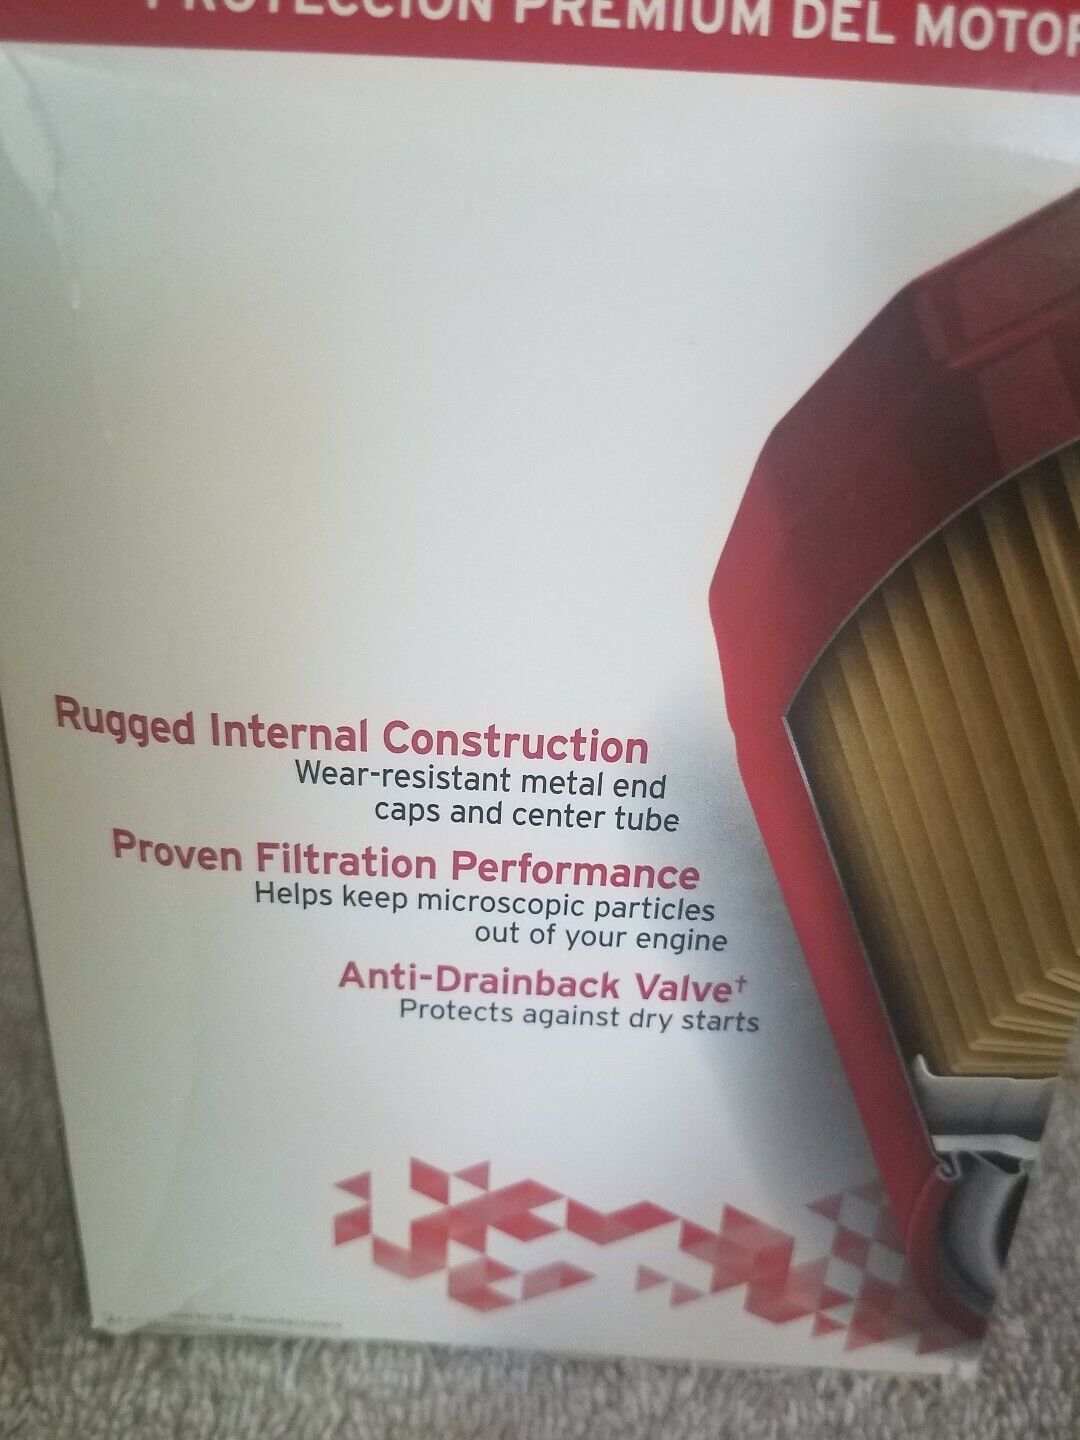 PROTECCIÓN PREMIUM DEL MOTOR
Rugged Internal Construction
Wear-resistant metal end
caps and center tube
Proven Filtration Performance
Helps keep microscopic particles
out of your engine
Anti-Drainback Valve†
Protects against dry starts